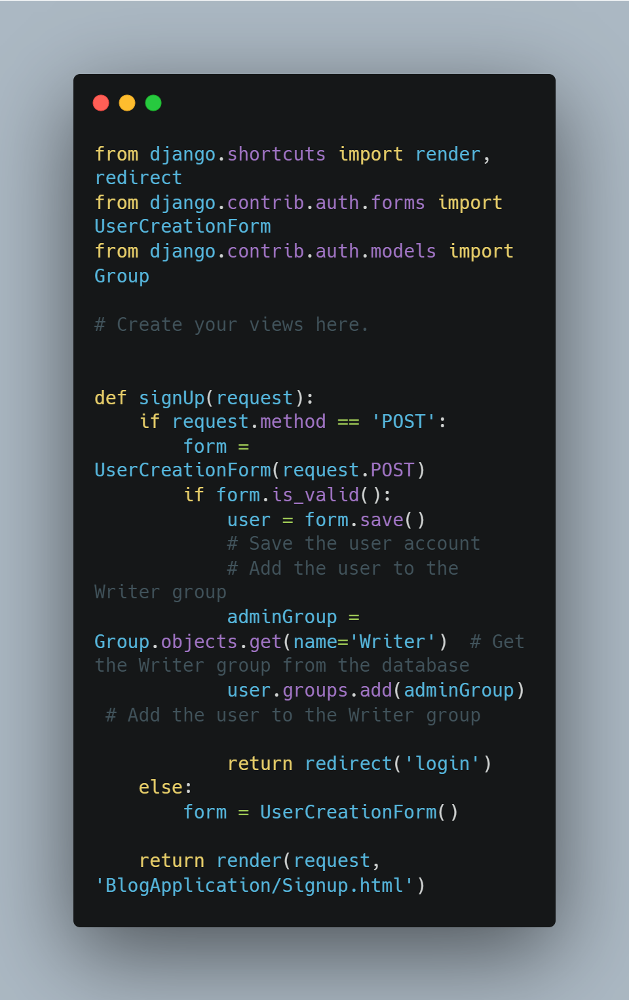 from django.shortcuts import render,
redirect
from django.contrib.auth.forms import
UserCreationForm
from django.contrib.auth.models import
Group

# Create your views here.


def signUp(request):
    if request.method == 'POST':
        form =
UserCreationForm(request.POST)
        if form.is_valid():
            user = form.save()
            # Save the user account
            # Add the user to the
Writer group
            adminGroup =
Group.objects.get(name='Writer')  # Get
the Writer group from the database
            user.groups.add(adminGroup)
 # Add the user to the Writer group

            return redirect('login')
    else:
        form = UserCreationForm()

    return render(request,
'BlogApplication/Signup.html')